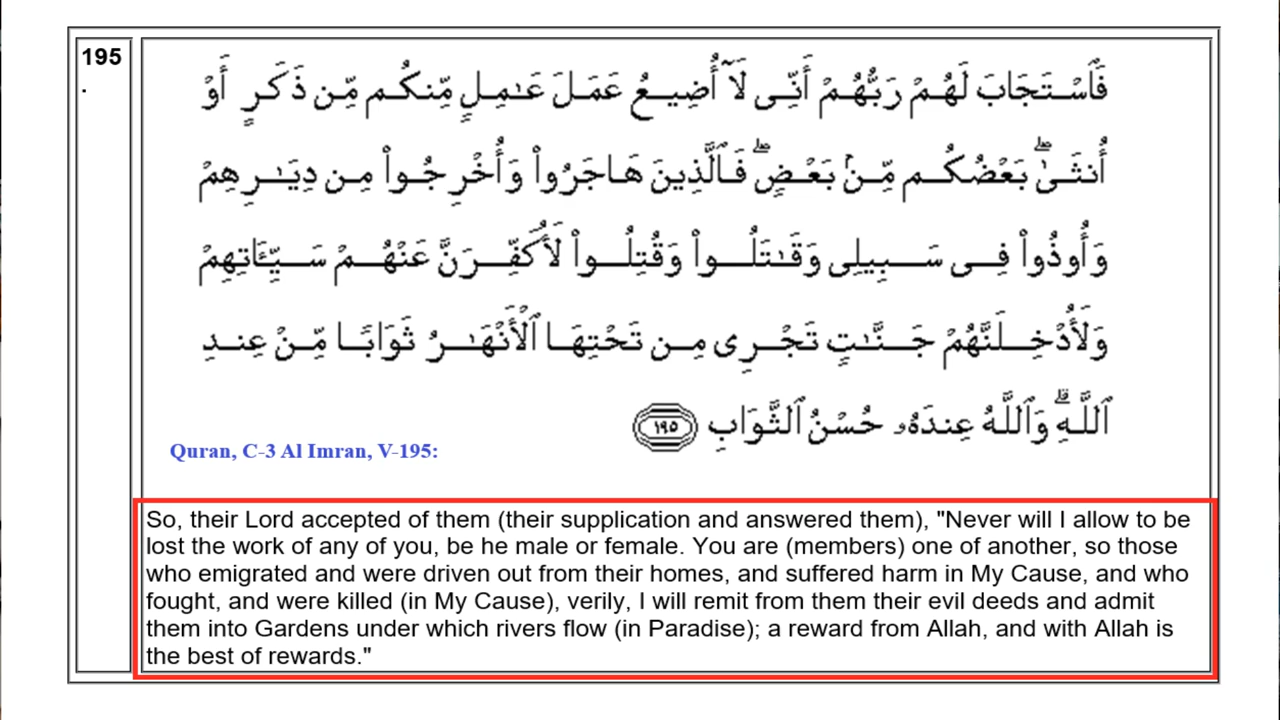 195
.
فَٱسْتَجَابَ لَهُمْ رَبُّهُمْ أَنِّى لَآ أُضِيعُ عَمَلَ عَـٰمِلٍ مِّنكُم مِّن ذَكَرٍ أَوْ
أُنثَىٰ ۖ بَعْضُكُم مِّنۢ بَعْضٍ ۖ فَٱلَّذِينَ هَاجَرُوا۟ وَأُخْرِجُوا۟ مِن دِيَـٰرِهِمْ
وَأُوذُوا۟ فِى سَبِيلِى وَقَـٰتَلُوا۟ وَقُتِلُوا۟ لَأُكَفِّرَنَّ عَنْهُمْ سَيِّـَٔاتِهِمْ
وَلَأُدْخِلَنَّهُمْ جَنَّـٰتٍ تَجْرِى مِن تَحْتِهَا ٱلْأَنْهَـٰرُ ثَوَابًا مِّنْ عِندِ
ٱللَّهِ ۗ وَٱللَّهُ عِندَهُۥ حُسْنُ ٱلثَّوَابِ ١٩٥
Quran, C-3 Al Imran, V-195:
So, their Lord accepted of them (their supplication and answered them), "Never will I allow to be
lost the work of any of you, be he male or female. You are (members) one of another, so those
who emigrated and were driven out from their homes, and suffered harm in My Cause, and who
fought, and were killed (in My Cause), verily, I will remit from them their evil deeds and admit
them into Gardens under which rivers flow (in Paradise); a reward from Allah, and with Allah is
the best of rewards."